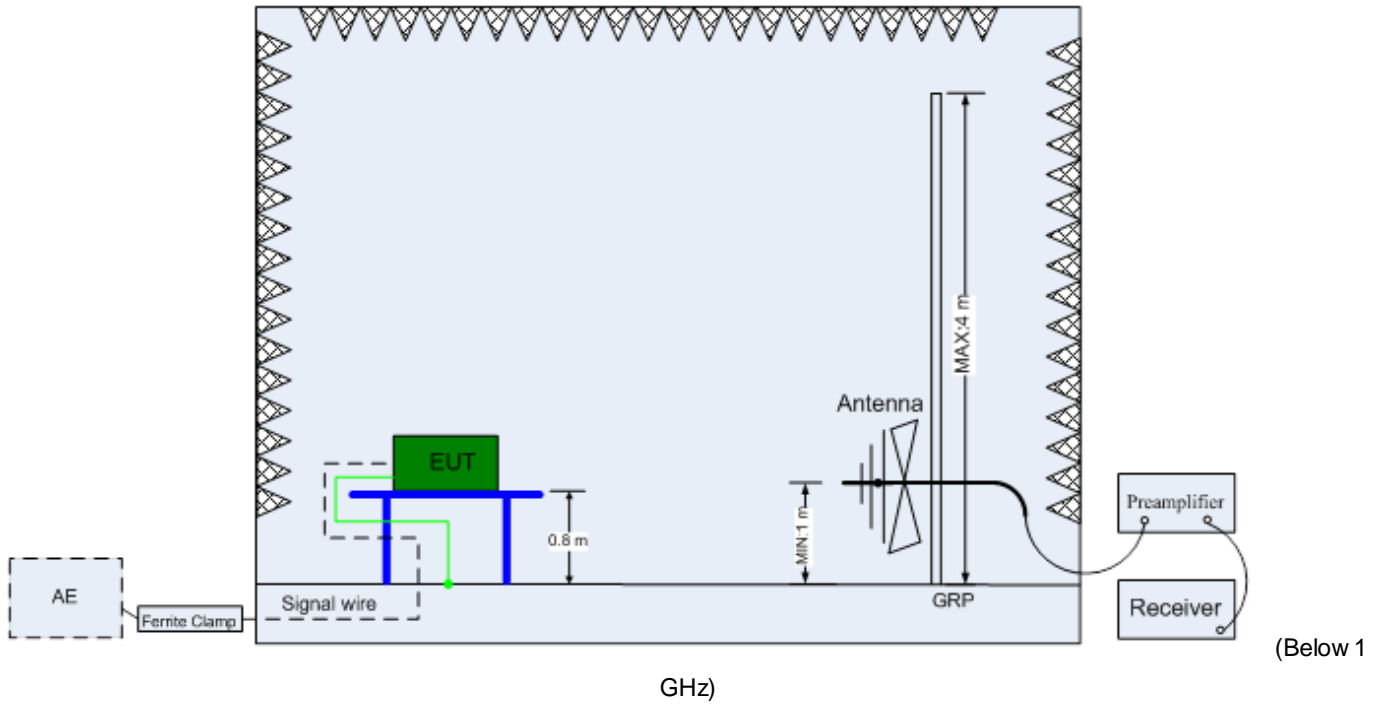 MAX:4 m
Antenna
EUT
Preamplifier
MIN:1 m
0.8 m
AE
Signal wire
GRP
Receiver
Ferrite Clamp
(Below 1
GHz)